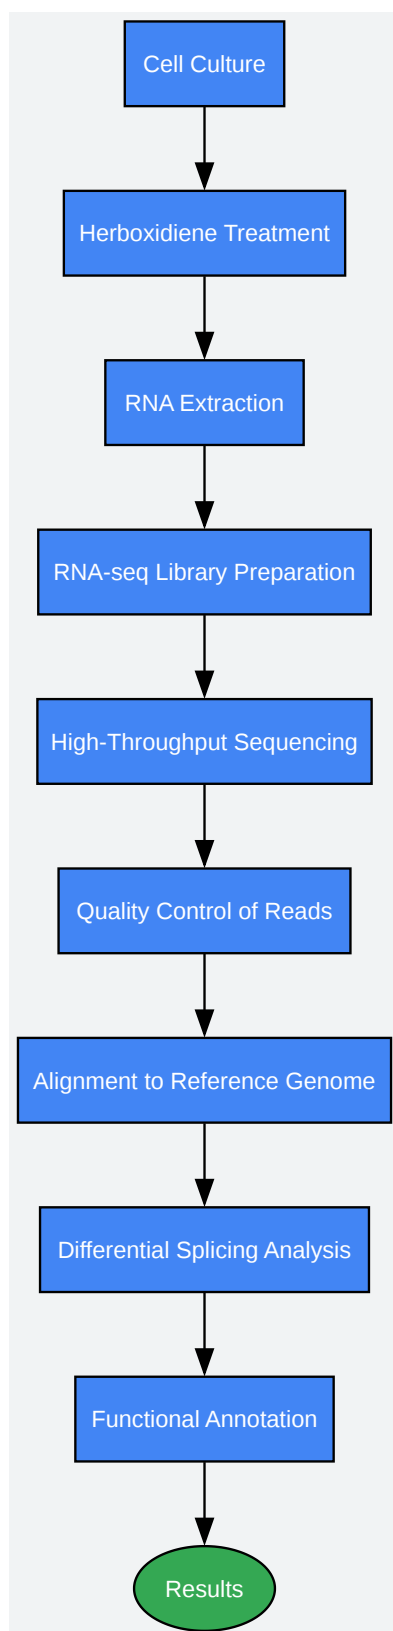 Cell Culture
Herboxidiene Treatment
RNA Extraction
RNA-seq Library Preparation
High-Throughput Sequencing
Quality Control of Reads
Alignment to Reference Genome
Differential Splicing Analysis
Functional Annotation
Results